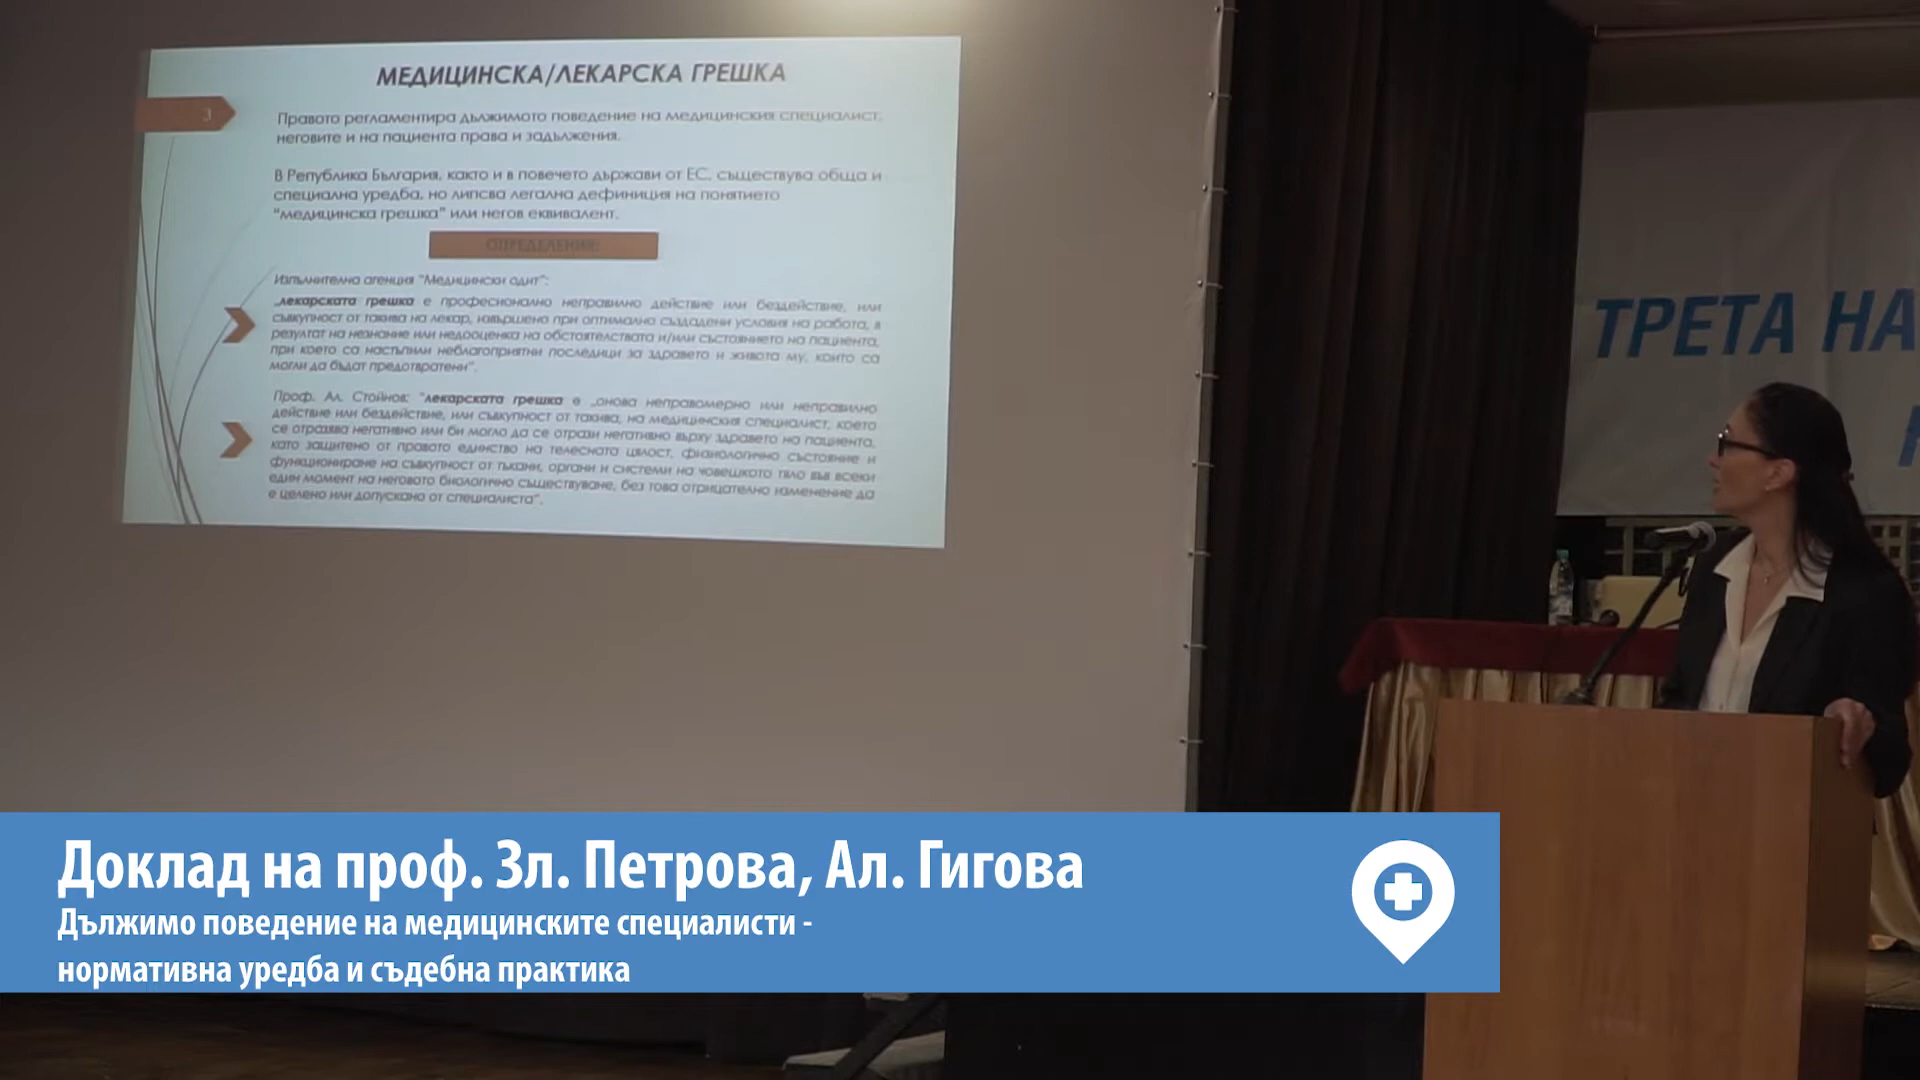 МЕДИЦИНСКА/ЛЕКАРСКА ГРЕШКА
3
Правото регламентира дължимото поведение на медицинския специалист,
неговите и на пациента права и задължения.
В Република България, както и в повечето държави от ЕС, съществува обща и
специална уредба, но липсва легална дефиниция на понятието
"медицинска грешка" или негов еквивалент.
ОПРЕДЕЛЕНИЕ:
Изпълнителна агенция "Медицински одит":
„лекарската грешка е професионално неправилно действие или бездействие, или
съвкупност от такива на лекар, извършено при оптимално създадени условия на работа, в
резултат на незнание или недооценка на обстоятелствата и/или състоянието на пациента,
при което са настъпили неблагоприятни последици за здравето и живота му, които са
могли да бъдат предотвратени".
Проф. Ал. Стойнов: "лекарската грешка е „онова неправомерно или неправилно
действие или бездействие, или съвкупност от такива, на медицинския специалист, което
се отразява негативно или би могло да се отрази негативно върху здравето на пациента,
като защитено от правото единство на телесната цялост, физиологично състояние и
функциониране на съвкупност от тъкани, органи и системи на човешкото тяло във всеки
един момент на неговото биологично съществуване, без това отрицателно изменение да
е целено или допускано от специалиста".
ТРЕТА НА
Доклад на проф. Зл. Петрова, Ал. Гигова
Дължимо поведение на медицинските специалисти -
нормативна уредба и съдебна практика